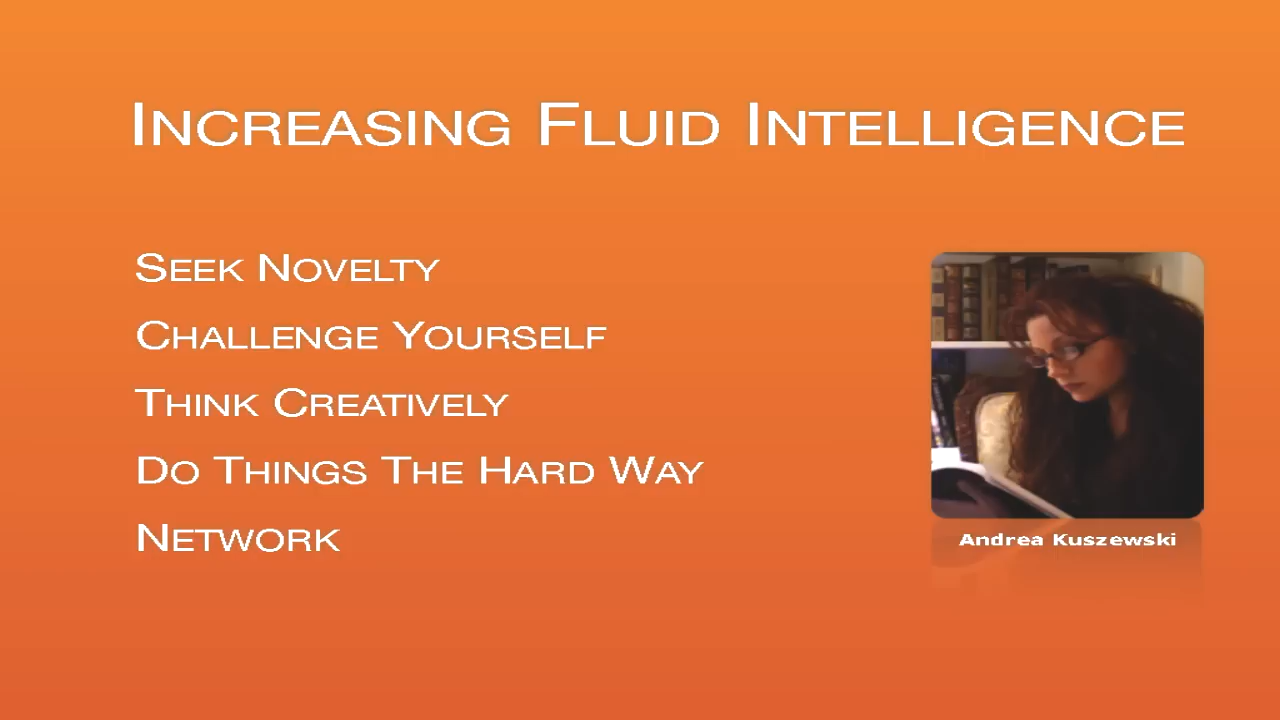 Increasing Fluid Intelligence
Seek Novelty
Challenge Yourself
Think Creatively
Do Things The Hard Way
Network
Andrea Kuszewski